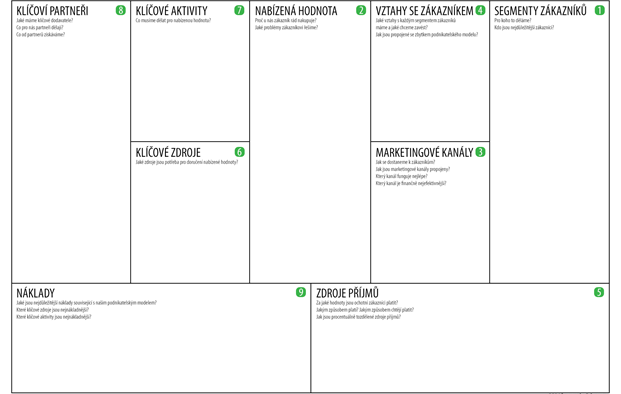 KLÍČOVÍ PARTNEŘI 8
Jaké máme klíčové dodavatele?
Co pro nás partneři dělají?
Co od partnerů získáváme?
KLÍČOVÉ AKTIVITY 7
Co musíme dělat pro nabízenou hodnotu?
KLÍČOVÉ ZDROJE 6
Jaké zdroje jsou potřeba pro doručení nabízené hodnoty?
NABÍZENÁ HODNOTA 2
Proč u nás zákazník rád nakupuje?
Jaké problémy zákazníkovi řešíme?
VZTAHY SE ZÁKAZNÍKEM 4
Jaké vztahy s každým segmentem zákazníků
máme a jaké chceme zavést?
Jak jsou propojené se zbytkem podnikatelského modelu?
MARKETINGOVÉ KANÁLY 3
Jak se dostaneme k zákazníkům?
Jak jsou marketingové kanály propojeny?
Který kanál funguje nejlépe?
Který kanál je finančně nejefektivnější?
SEGMENTY ZÁKAZNÍKŮ 1
Pro koho to děláme?
Kdo jsou nejdůležitější zákazníci?
NÁKLADY 9
Jaké jsou nejdůležitější náklady související s naším podnikatelským modelem?
Které klíčové zdroje jsou nejnákladnější?
Které klíčové aktivity jsou nejnákladnější?
ZDROJE PŘÍJMŮ 5
Za jaké hodnoty jsou ochotni zákazníci platit?
Jakým způsobem platí? Jakým způsobem chtějí platit?
Jak jsou procentuálně rozdělené zdroje příjmů?